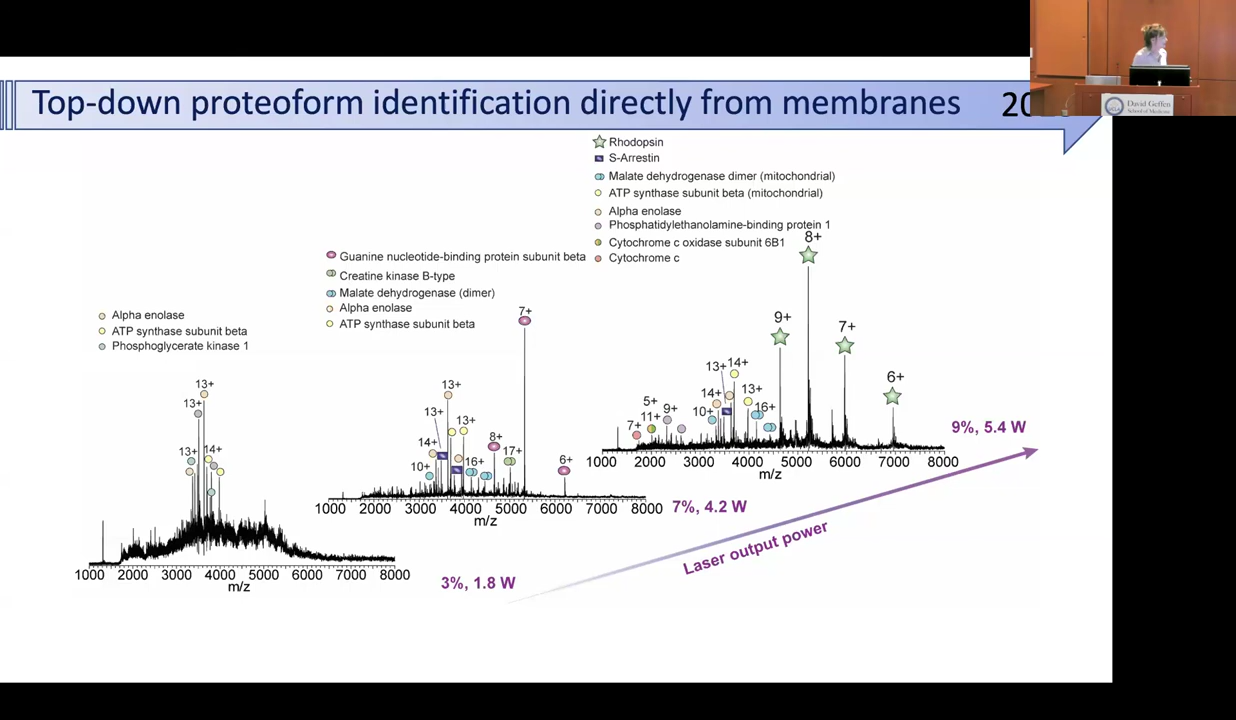 Top-down proteoform identification directly from membranes
20
David Geffen
School of Medicine
Rhodopsin
S-Arrestin
Malate dehydrogenase dimer (mitochondrial)
ATP synthase subunit beta (mitochondrial)
Alpha enolase
Phosphatidylethanolamine-binding protein 1
Cytochrome c oxidase subunit 6B1
Cytochrome c
8+
9+
7+
6+
13+ 14+
14+
13+
16+
10+
5+
11+
9+
7+
1000 2000 3000 4000 5000 6000 7000 8000
m/z
9%, 5.4 W
Guanine nucleotide-binding protein subunit beta
Creatine kinase B-type
Malate dehydrogenase (dimer)
Alpha enolase
ATP synthase subunit beta
7+
13+
13+
13+
14+
8+
17+
10+
16+
6+
1000 2000 3000 4000 5000 6000 7000 8000
m/z
7%, 4.2 W
Alpha enolase
ATP synthase subunit beta
Phosphoglycerate kinase 1
13+
13+
13+ 14+
1000 2000 3000 4000 5000 6000 7000 8000
m/z
3%, 1.8 W
Laser output power